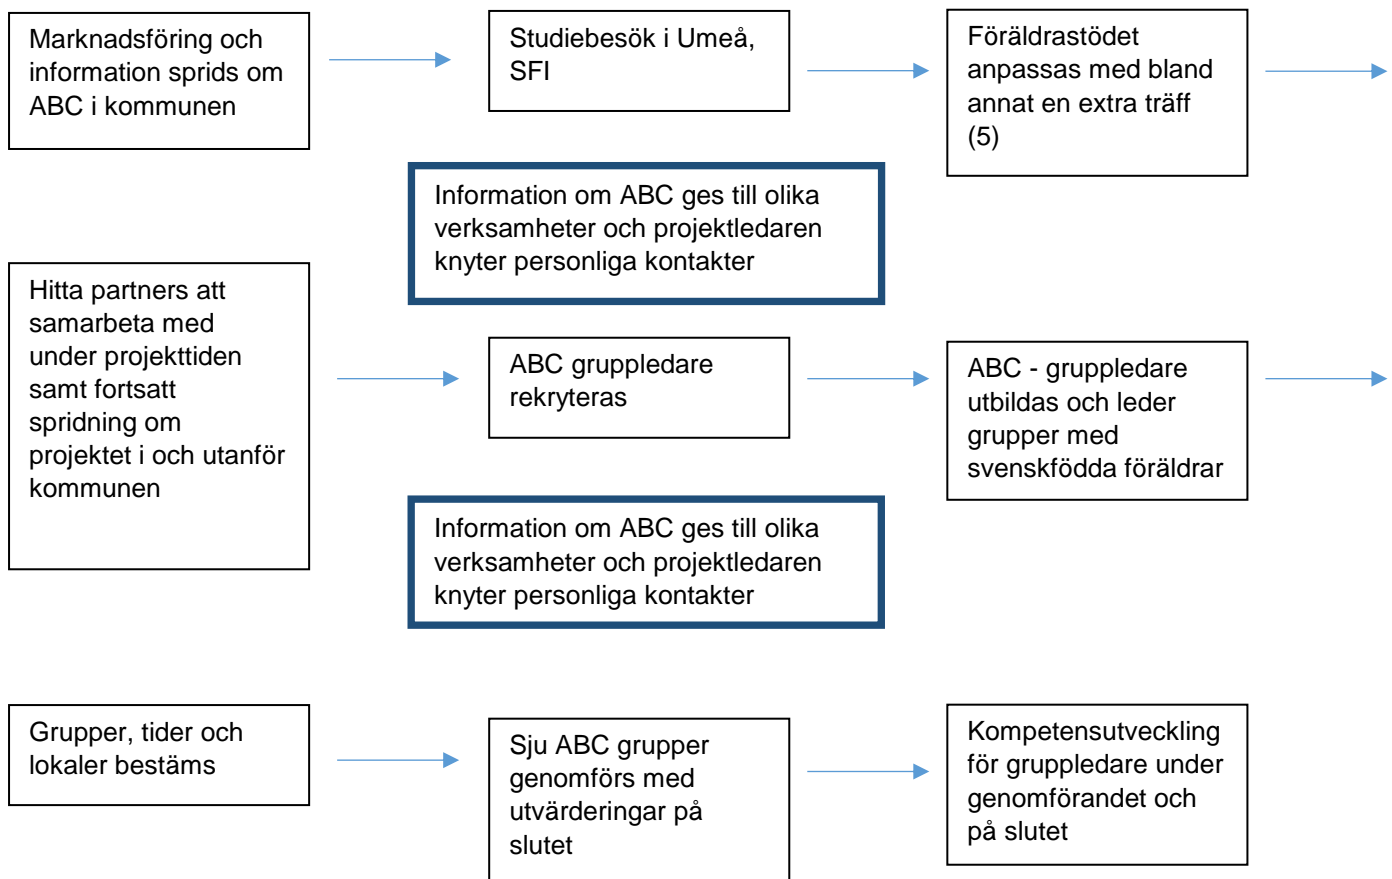 Marknadsföring och
information sprids om
ABC i kommunen
Studiebesök i Umeå,
SFI
Föräldrastödet
anpassas med bland
annat en extra träff
(5)
Information om ABC ges till olika
verksamheter och projektledaren
knyter personliga kontakter
Hitta partners att
samarbeta med
under projekttiden
samt fortsatt
spridning om
projektet i och utanför
kommunen
ABC gruppledare
rekryteras
ABC - gruppledare
utbildas och leder
grupper med
svenskfödda föräldrar
Information om ABC ges till olika
verksamheter och projektledaren
knyter personliga kontakter
Grupper, tider och
lokaler bestäms
Sju ABC grupper
genomförs med
utvärderingar på
slutet
Kompetensutveckling
för gruppledare under
genomförandet och
på slutet